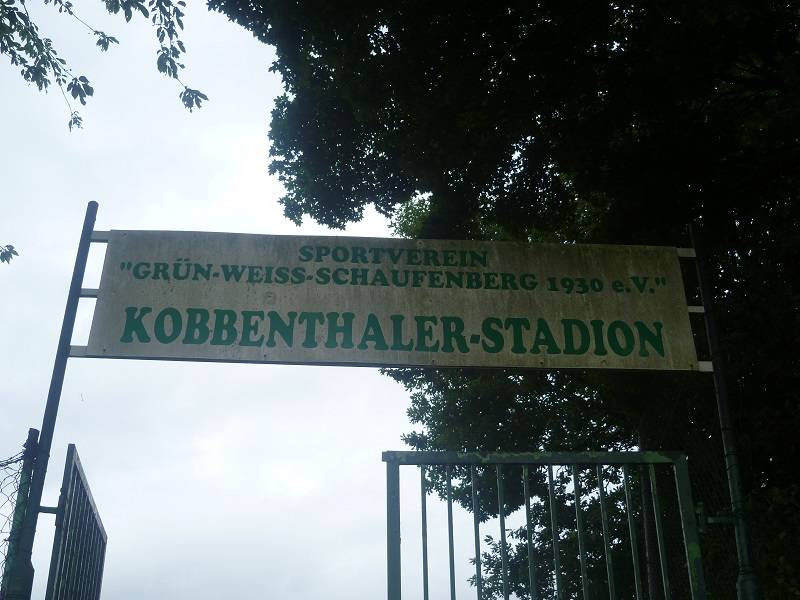 SPORTVEREIN
"GRÜN-WEISS-SCHAUFENBERG 1930 e.V."
KOBBENTHALER-STADION